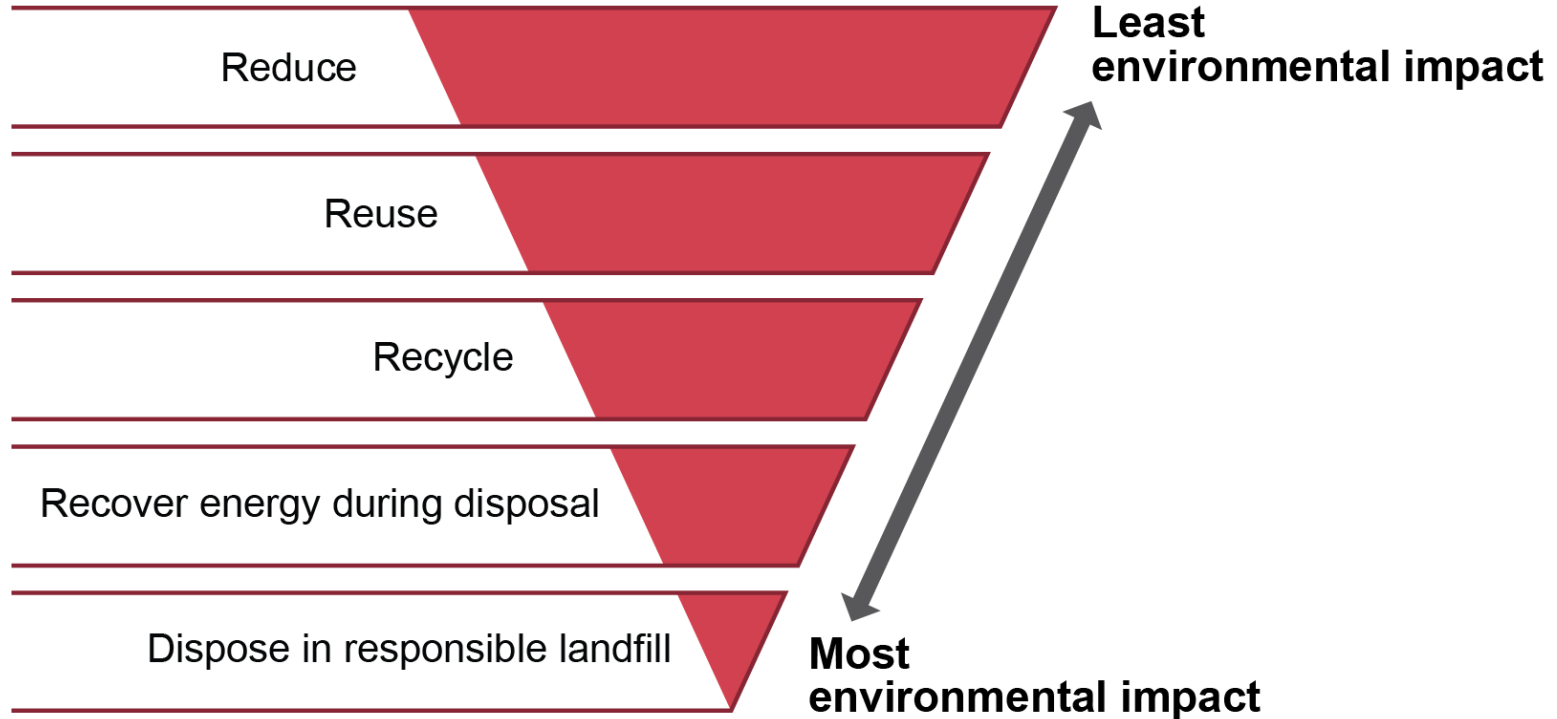 Least
environmental impact
Reduce
Reuse
Recycle
Recover energy during disposal
Dispose in responsible landfill
Most
environmental impact